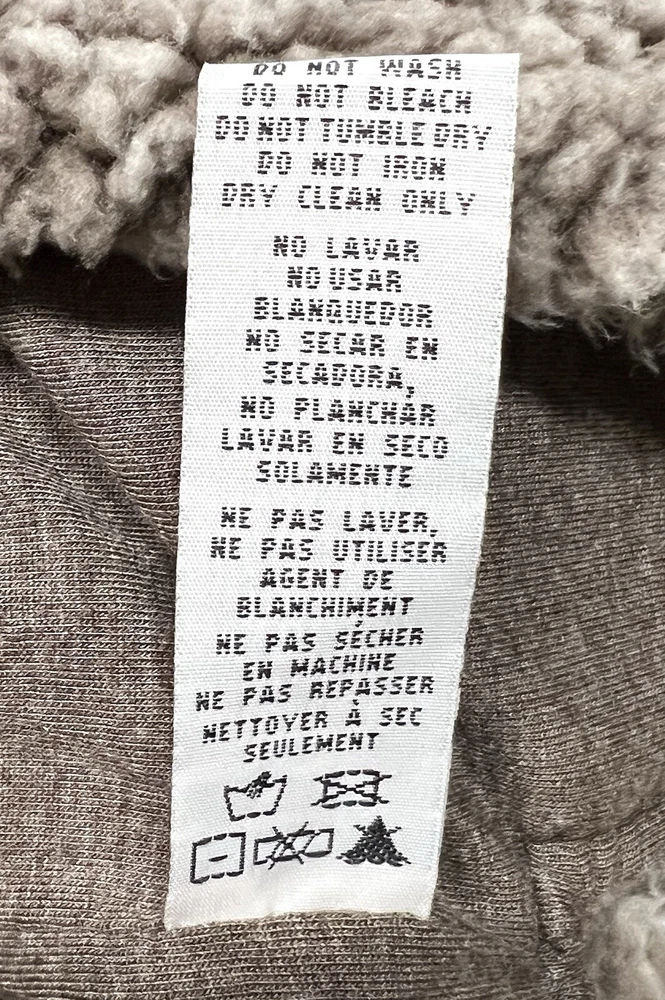 DO NOT WASH
DO NOT BLEACH
DO NOT TUMBLE DRY
DO NOT IRON
DRY CLEAN ONLY
NO LAVAR
NO USAR
BLANQUEDOR
NO SECAR EN
SECADORA,
NO PLANCHAR
LAVAR EN SECO
SOLAMENTE
NE PAS LAVER,
NE PAS UTILISER
AGENT DE
BLANCHIMENT
NE PAS SÉCHER
EN MACHINE
NE PAS REPASSER
NETTOYER À SEC
SEULEMENT